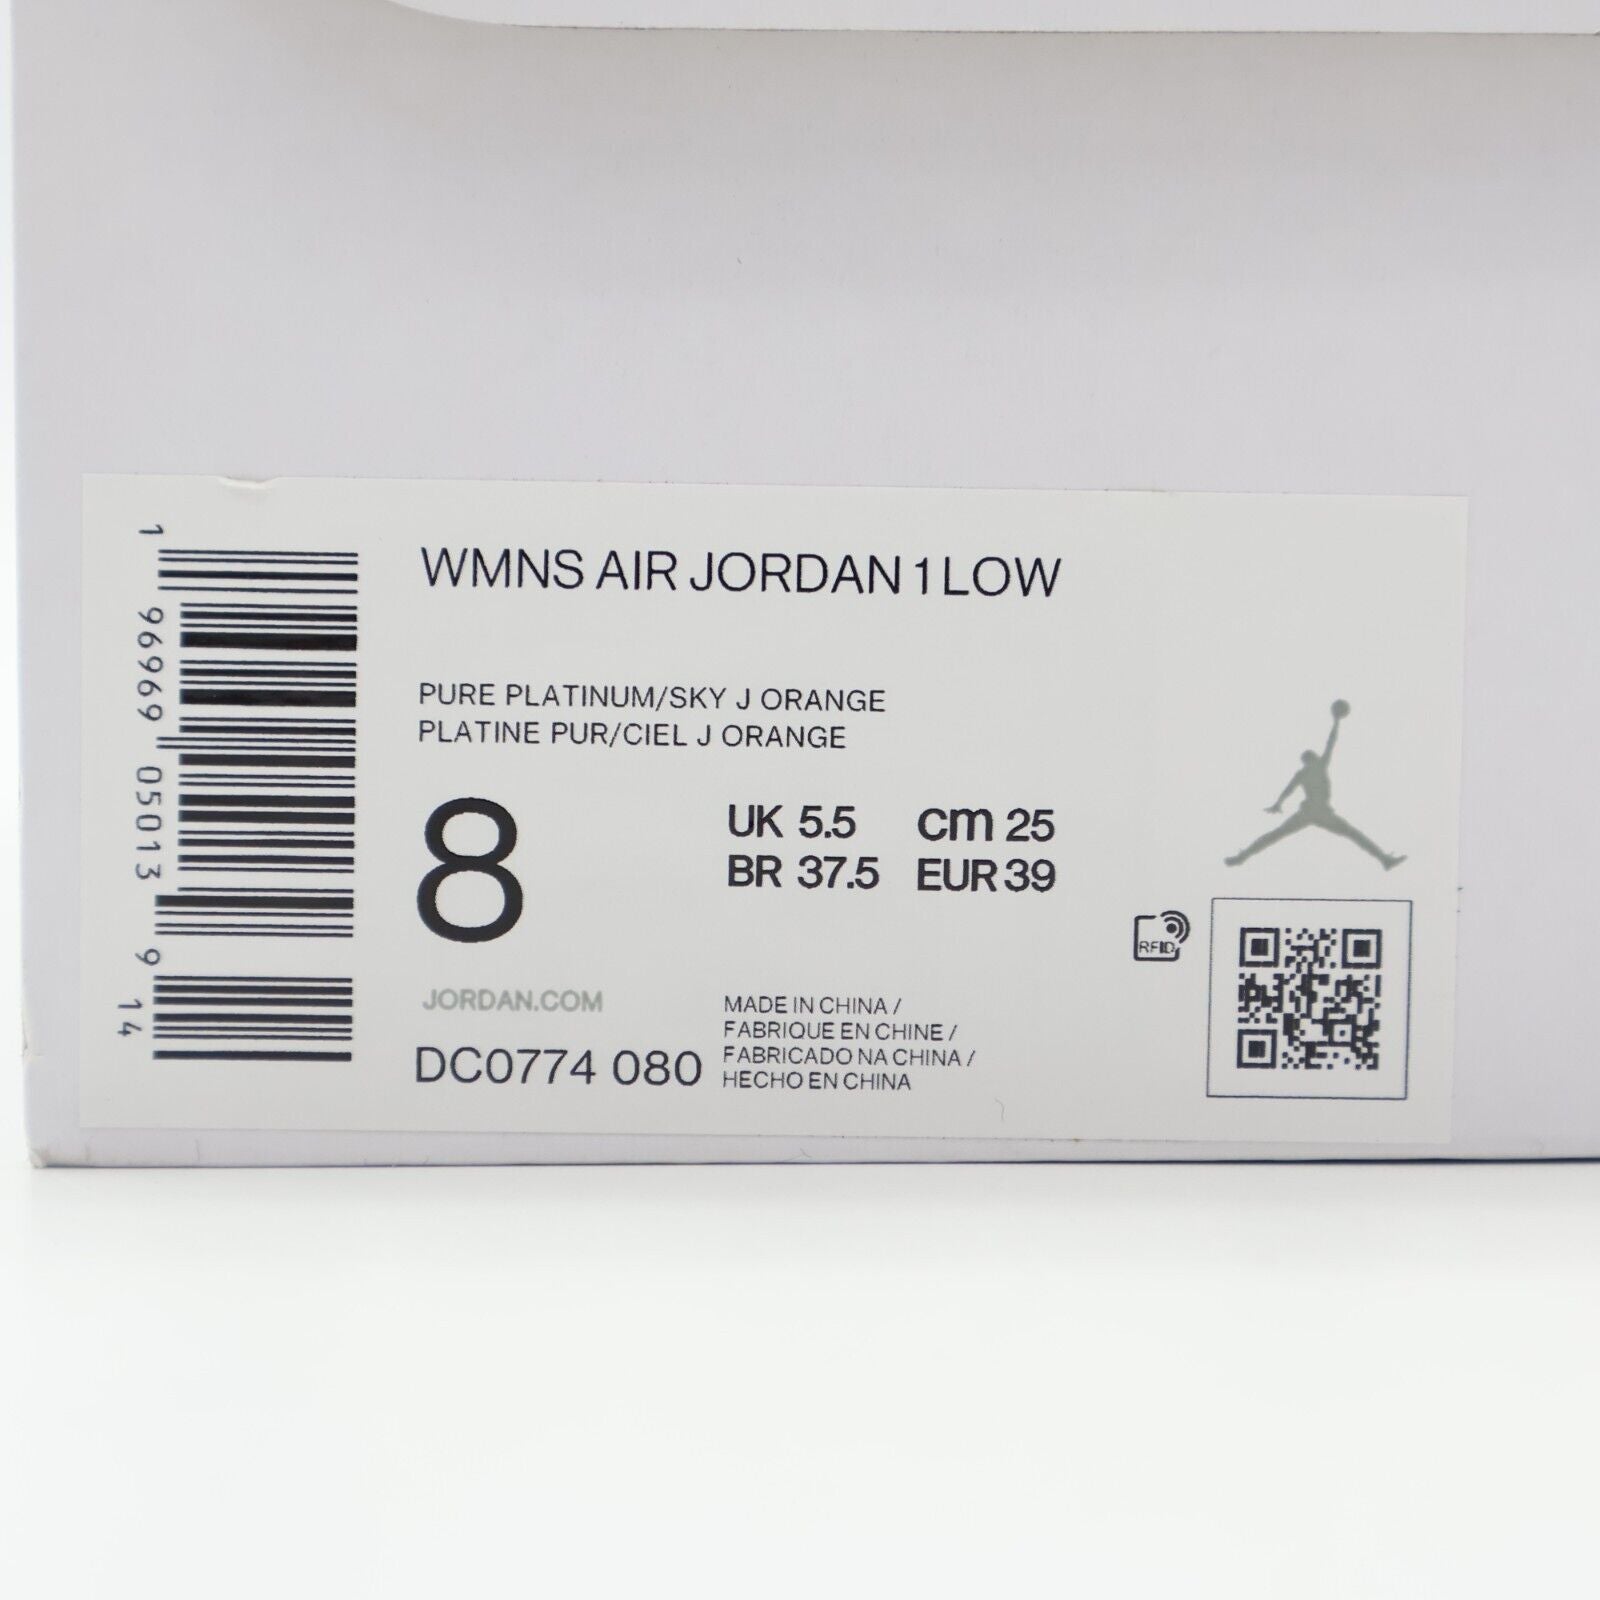 WMNS AIR JORDAN 1 LOW
PURE PLATINUM/SKY J ORANGE
PLATINE PUR/CIEL J ORANGE
8
UK 5.5 cm 25
BR 37.5 EUR 39
RFID
JORDAN.COM
DC0774 080
MADE IN CHINA /
FABRIQUE EN CHINE /
FABRICADO NA CHINA /
HECHO EN CHINA
1 96969 05013 9 14